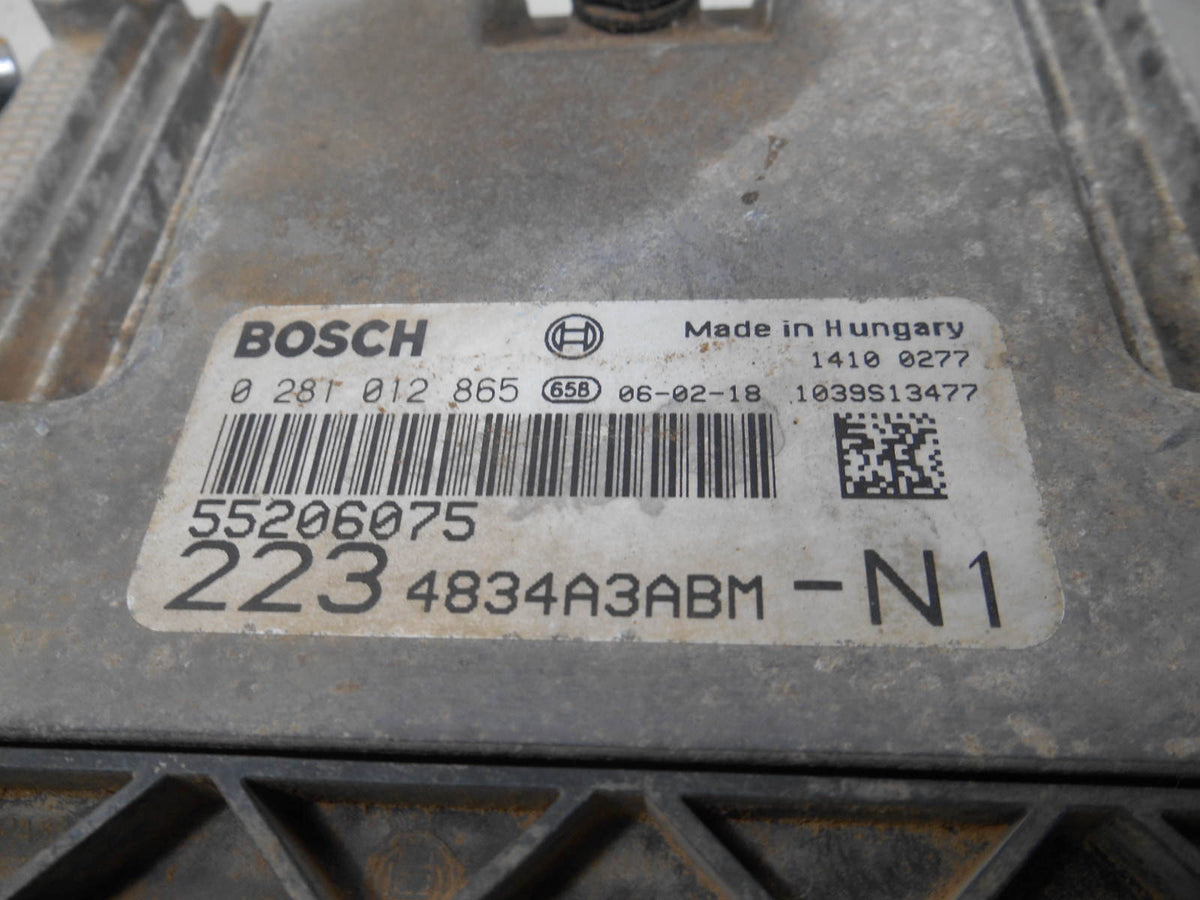 BOSCH Made in Hungary
1410 0277
0 281 012 865 658 06-02-18 1039S13477
55206075
223 4834A3ABM -N1